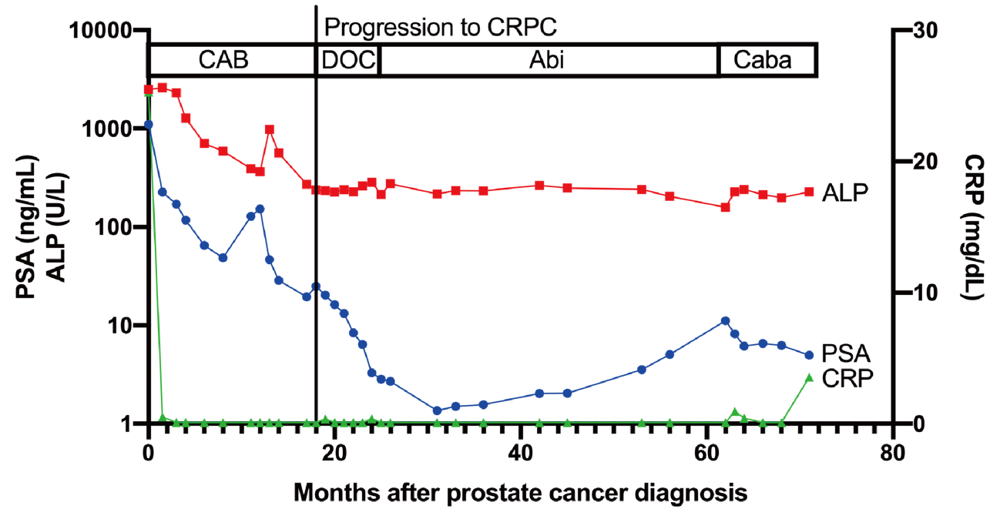 Progression to CRPC
CAB DOC Abi Caba
PSA (ng/mL)
ALP (U/L)
10000
1000
100
10
1
30
20
10
0
CRP (mg/dL)
ALP
PSA
CRP
0 20 40 60 80
Months after prostate cancer diagnosis